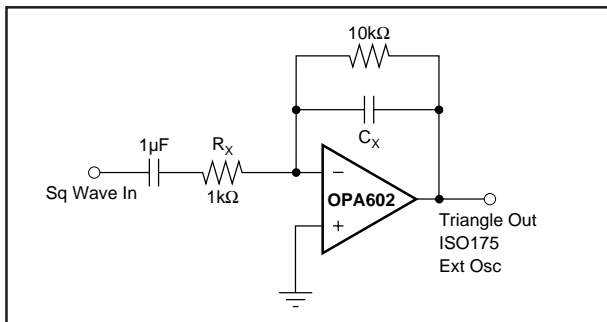 10kΩ
C_X
1µF
R_X
1kΩ
Sq Wave In
−
OPA602
+
Triangle Out
ISO175
Ext Osc